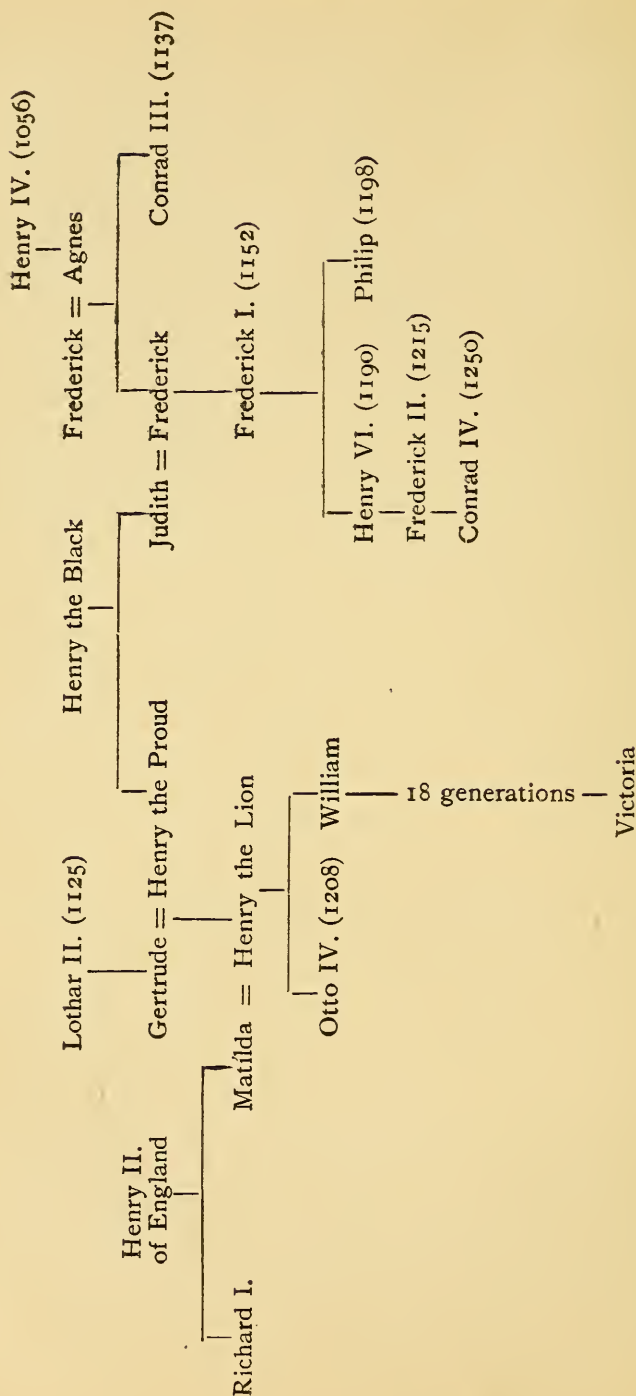 Henry IV. (1056)
Lothar II. (1125) Henry the Black Frederick = Agnes
Henry II.
of England
Gertrude = Henry the Proud Judith = Frederick Conrad III. (1137)
Richard I. Matilda = Henry the Lion Frederick I. (1152)
Otto IV. (1208) William
Henry VI. (1190) Philip (1198)
18 generations
Frederick II. (1215)
Conrad IV. (1250)
Victoria